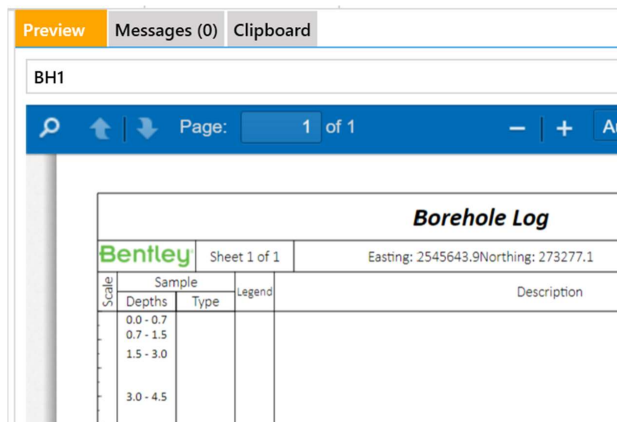 Preview Messages (0) Clipboard
BH1
Page: 1 of 1
Borehole Log
Bentley Sheet 1 of 1 Easting: 2545643.9Northing: 273277.1
Scale Sample Legend Description
Depths Type
0.0 - 0.7
0.7 - 1.5
1.5 - 3.0
3.0 - 4.5